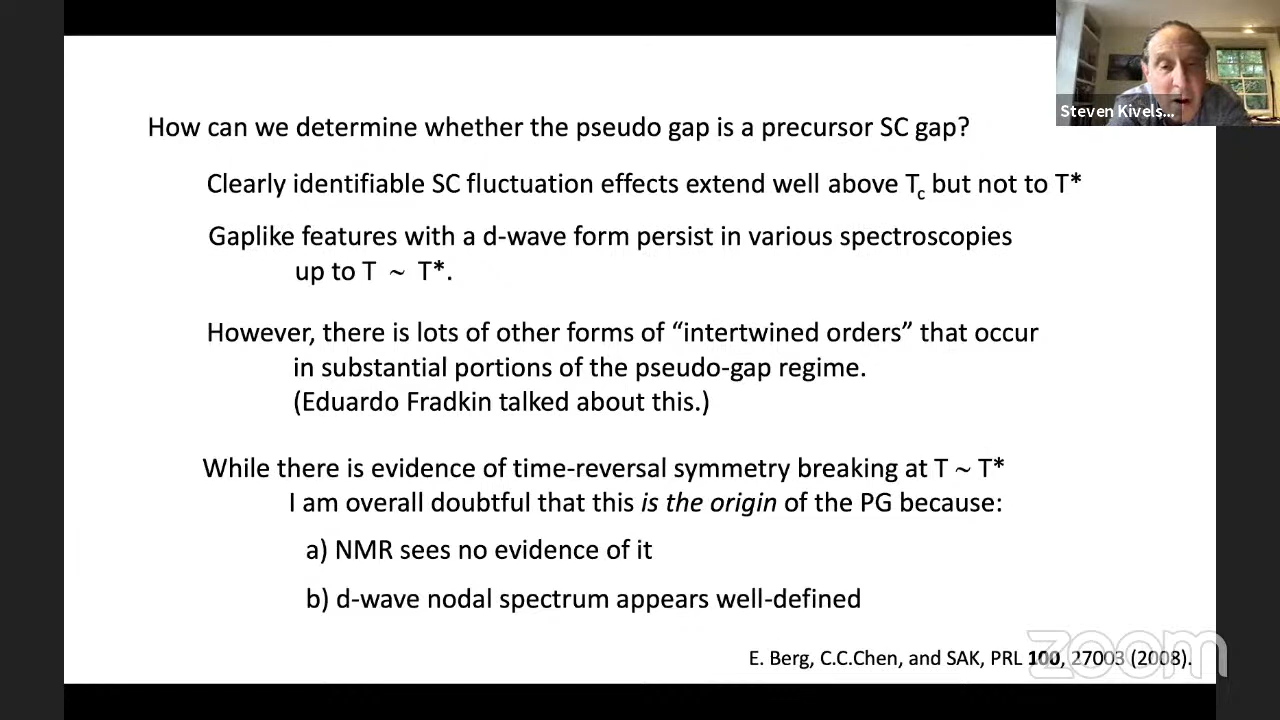 Steven Kivels...
How can we determine whether the pseudo gap is a precursor SC gap?
Clearly identifiable SC fluctuation effects extend well above Tc but not to T*
Gaplike features with a d-wave form persist in various spectroscopies
up to T ~ T*.
However, there is lots of other forms of “intertwined orders” that occur
in substantial portions of the pseudo-gap regime.
(Eduardo Fradkin talked about this.)
While there is evidence of time-reversal symmetry breaking at T ~ T*
I am overall doubtful that this is the origin of the PG because:
a) NMR sees no evidence of it
b) d-wave nodal spectrum appears well-defined
E. Berg, C.C.Chen, and SAK, PRL 100, 27003 (2008).
zoom